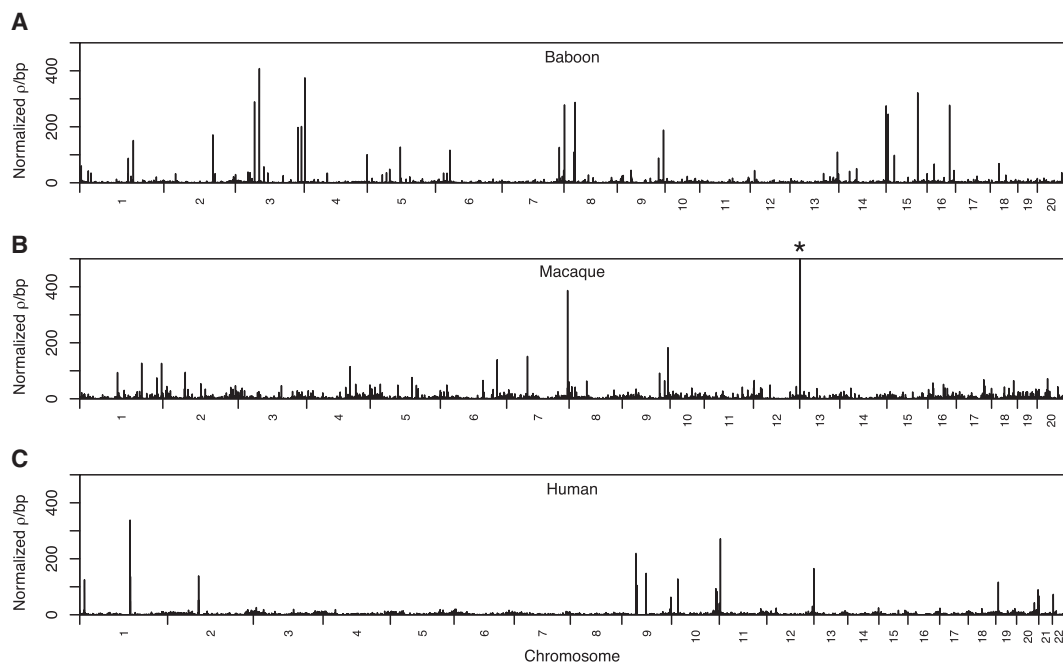 A
Baboon
Normalized ρ/bp
400
200
0
1 2 3 4 5 6 7 8 9 10 11 12 13 14 15 16 17 18 19 20
B
*
Macaque
Normalized ρ/bp
400
200
0
1 2 3 4 5 6 7 8 9 10 11 12 13 14 15 16 17 18 19 20
C
Human
Normalized ρ/bp
400
200
0
1 2 3 4 5 6 7 8 9 10 11 12 13 14 15 16 17 18 19 20 21 22
Chromosome